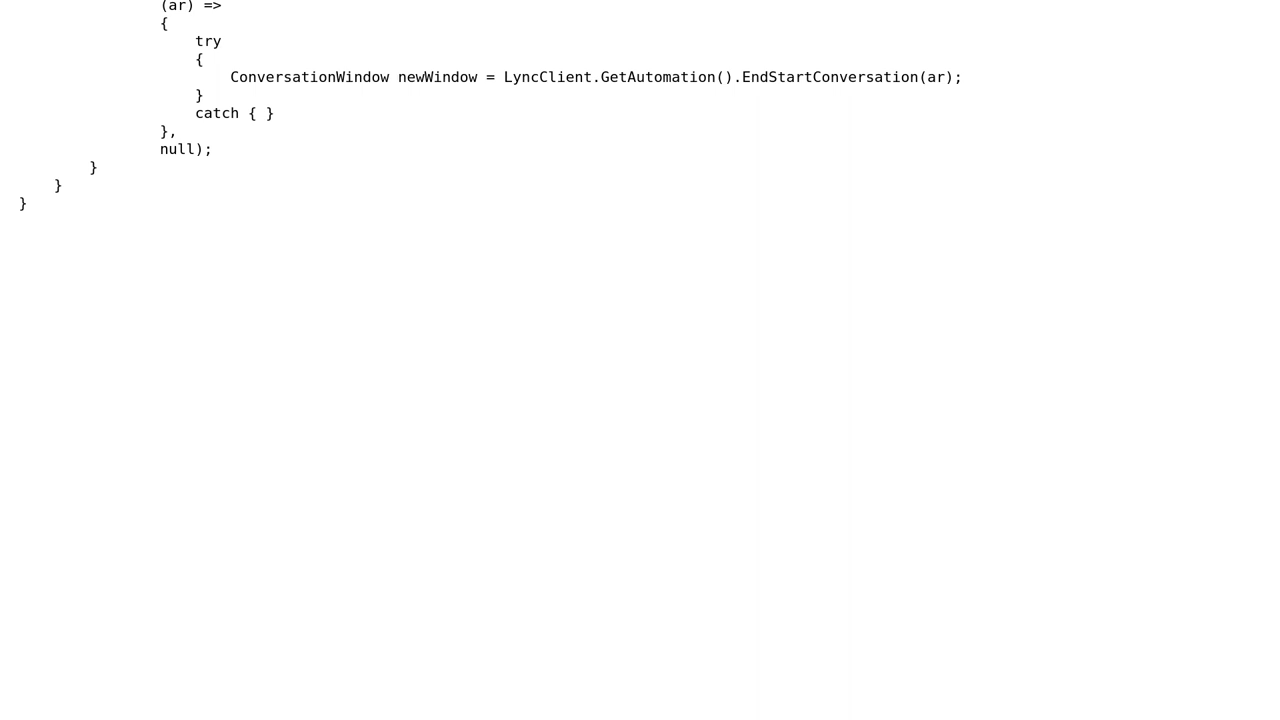 (ar) =>
{
try
{
ConversationWindow newWindow = LyncClient.GetAutomation().EndStartConversation(ar);
}
catch { }
},
null);
}
}
}